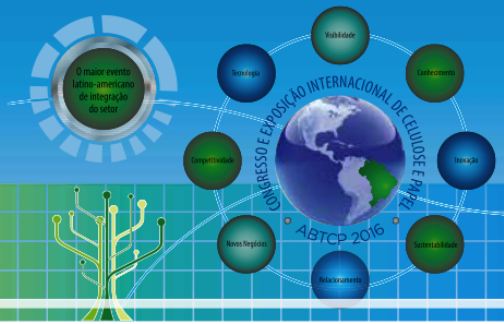 O maior evento
latino-americano
de integração
do setor
Visibilidade
Tecnologia
Conhecimento
CONGRESSO E EXPOSIÇÃO INTERNACIONAL DE CELULOSE E PAPEL
Competitividade
Inovação
ABTCP 2016
Novos Negócios
Sustentabilidade
Relacionamento